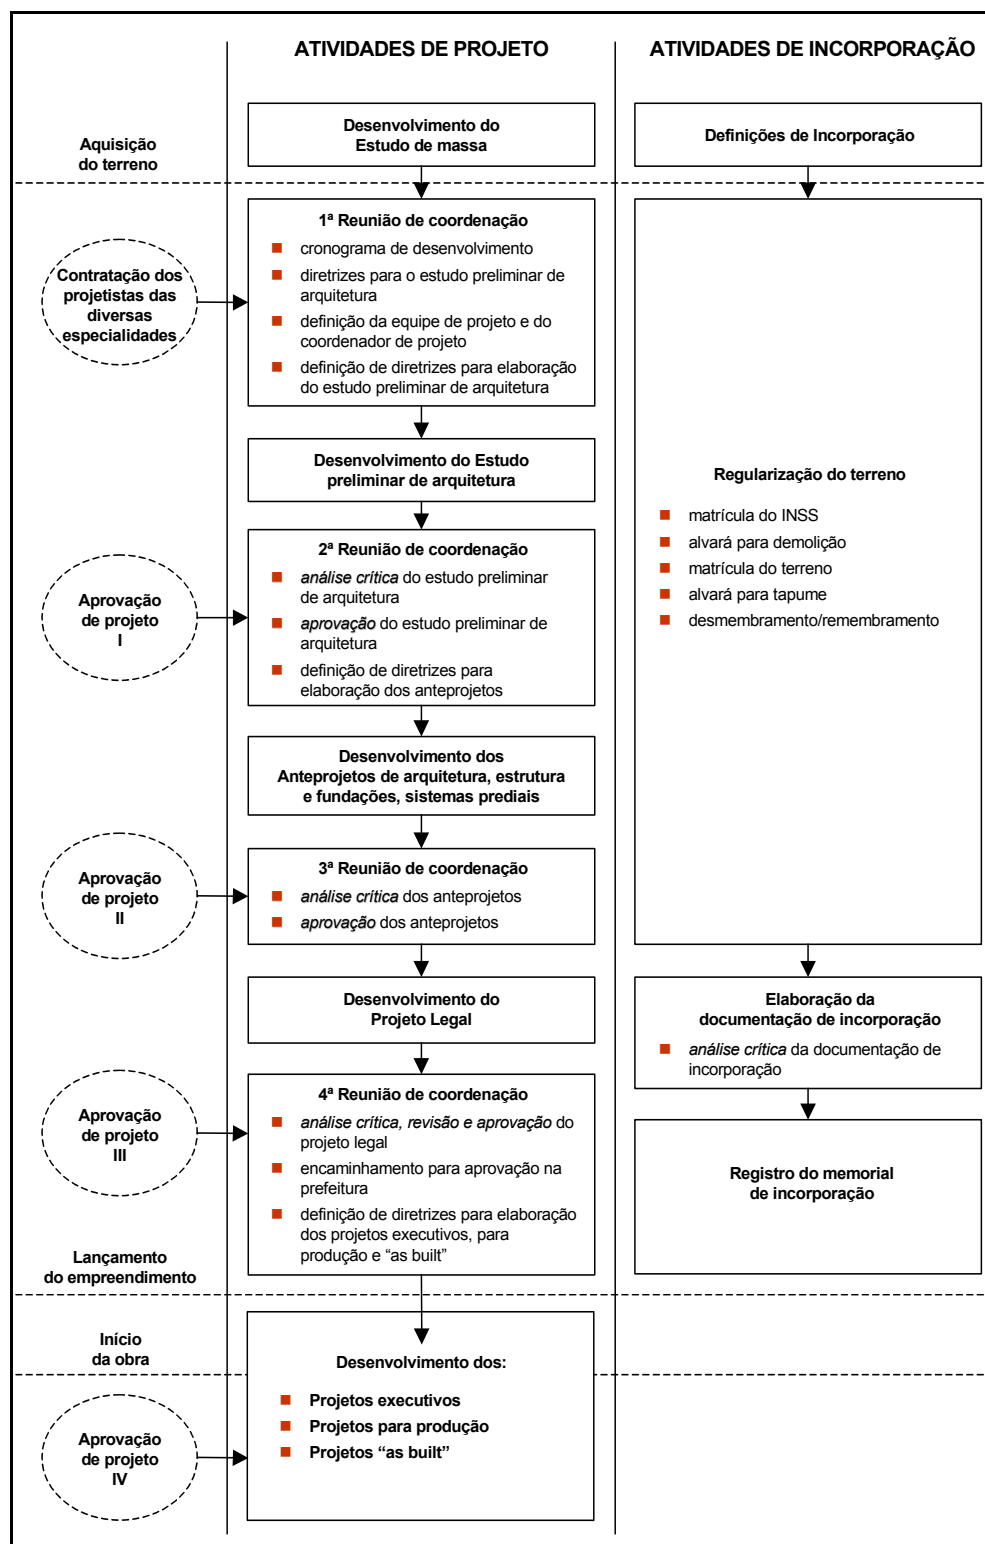 ATIVIDADES DE PROJETO
ATIVIDADES DE INCORPORAÇÃO
Aquisição
do terreno
Desenvolvimento do
Estudo de massa
Definições de Incorporação
Contratação dos
projetistas das
diversas
especialidades
1ª Reunião de coordenação
cronograma de desenvolvimento
diretrizes para o estudo preliminar de
arquitetura
definição da equipe de projeto e do
coordenador de projeto
definição de diretrizes para elaboração
do estudo preliminar de arquitetura
Desenvolvimento do Estudo
preliminar de arquitetura
Regularização do terreno
matrícula do INSS
alvará para demolição
matrícula do terreno
alvará para tapume
desmembramento/remembramento
Aprovação
de projeto
I
2ª Reunião de coordenação
análise crítica do estudo preliminar
de arquitetura
aprovação do estudo preliminar de
arquitetura
definição de diretrizes para
elaboração dos anteprojetos
Desenvolvimento dos
Anteprojetos de arquitetura, estrutura
e fundações, sistemas prediais
Aprovação
de projeto
II
3ª Reunião de coordenação
análise crítica dos anteprojetos
aprovação dos anteprojetos
Desenvolvimento do
Projeto Legal
Elaboração da
documentação de incorporação
análise crítica da documentação de
incorporação
Aprovação
de projeto
III
4ª Reunião de coordenação
análise crítica, revisão e aprovação do
projeto legal
encaminhamento para aprovação na
prefeitura
definição de diretrizes para elaboração
dos projetos executivos, para
produção e “as built”
Registro do memorial
de incorporação
Lançamento
do empreendimento
Início
da obra
Desenvolvimento dos:
Projetos executivos
Projetos para produção
Projetos “as built”
Aprovação
de projeto
IV